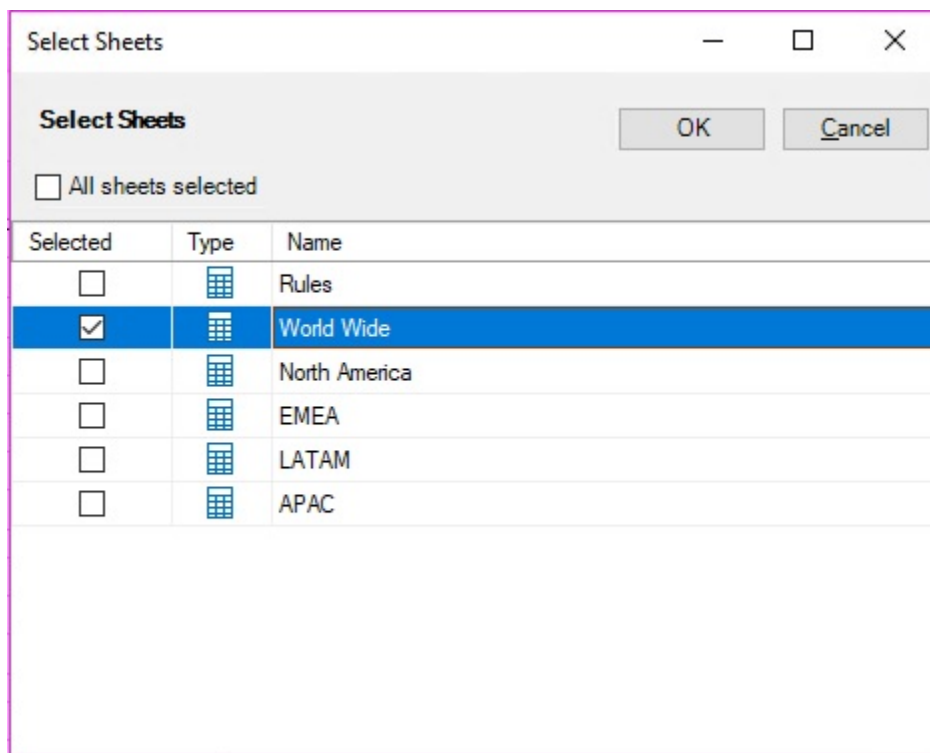 Select Sheets
Select Sheets
OK Cancel
All sheets selected
Selected Type Name
Rules
World Wide
North America
EMEA
LATAM
APAC